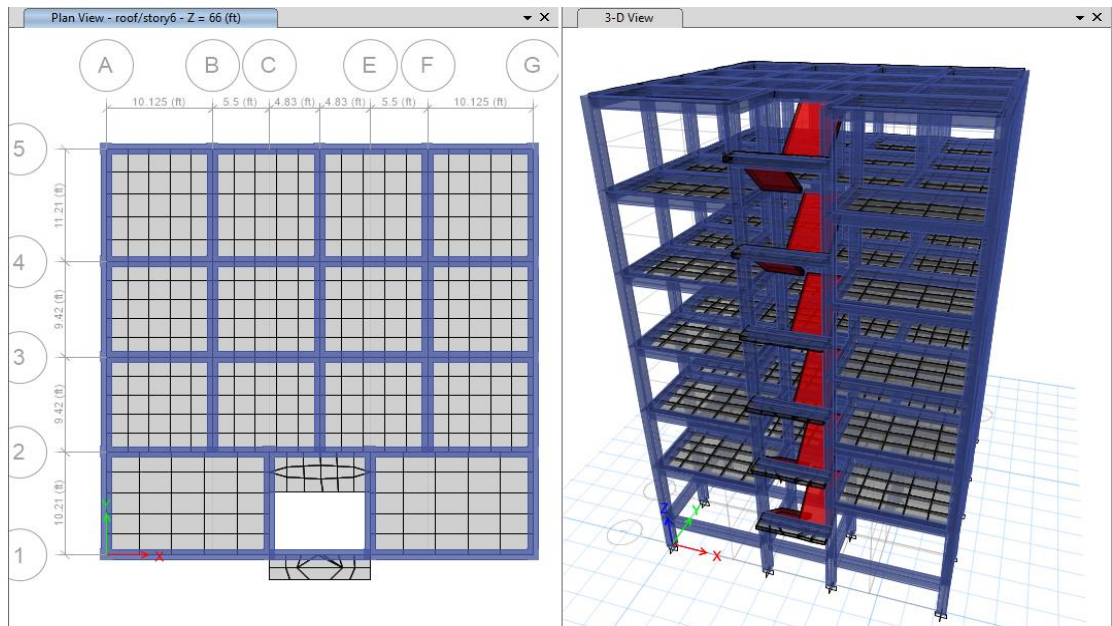 Plan View - roof/story6 - Z = 66 (ft)
A B C E F G
10.125 (ft) 5.5 (ft) 4.83 (ft) 4.83 (ft) 5.5 (ft) 10.125 (ft)
5
11.21 (ft)
4
9.42 (ft)
3
9.42 (ft)
2
10.21 (ft)
1
Y
X
3-D View
Z
Y
X